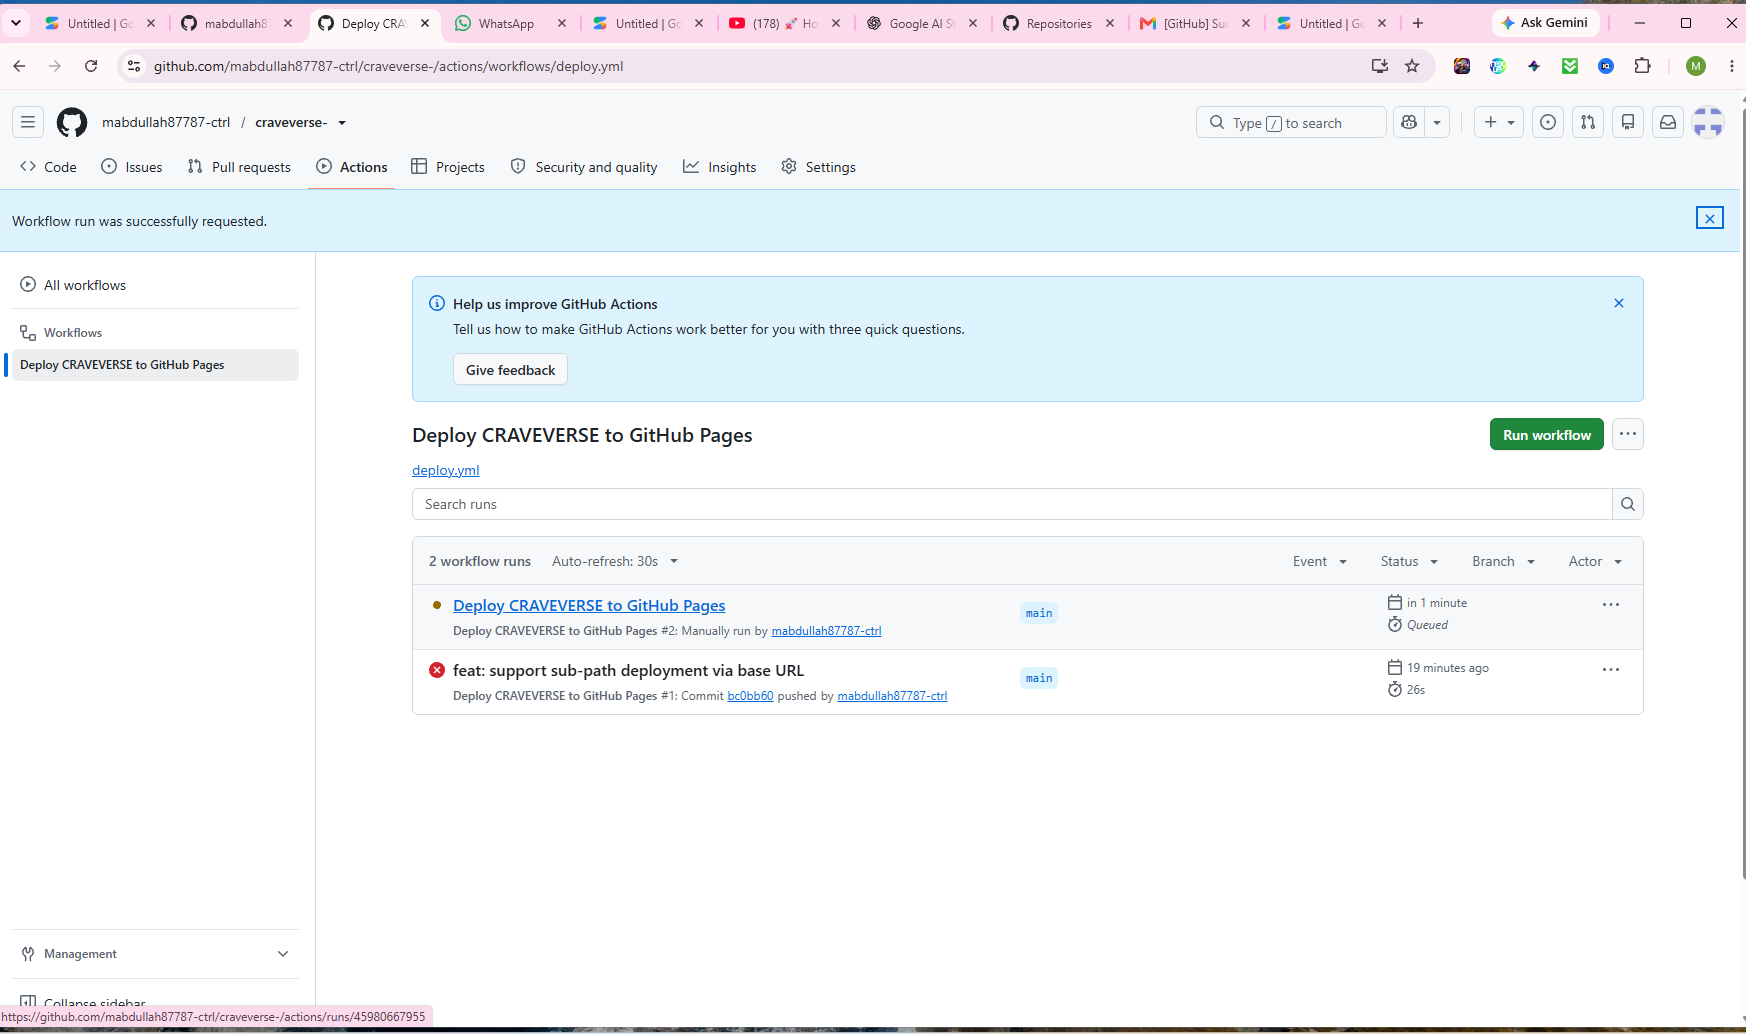 Untitled | Go
mabdullah8
Deploy CRAV
WhatsApp
Untitled | Go
(178) 🚀 Ho
Google AI St
Repositories
[GitHub] Suc
Untitled | Go
Ask Gemini
github.com/mabdullah87787-ctrl/craveverse-/actions/workflows/deploy.yml
M
mabdullah87787-ctrl / craveverse-
Type / to search
Code
Issues
Pull requests
Actions
Projects
Security and quality
Insights
Settings
Workflow run was successfully requested.
All workflows
Workflows
Deploy CRAVEVERSE to GitHub Pages
Help us improve GitHub Actions
Tell us how to make GitHub Actions work better for you with three quick questions.
Give feedback
Deploy CRAVEVERSE to GitHub Pages
Run workflow
deploy.yml
Search runs
2 workflow runs
Auto-refresh: 30s
Event
Status
Branch
Actor
Deploy CRAVEVERSE to GitHub Pages
main
in 1 minute
Deploy CRAVEVERSE to GitHub Pages #2: Manually run by mabdullah87787-ctrl
Queued
feat: support sub-path deployment via base URL
main
19 minutes ago
Deploy CRAVEVERSE to GitHub Pages #1: Commit bc0bb60 pushed by mabdullah87787-ctrl
26s
Management
Collapse sidebar
https://github.com/mabdullah87787-ctrl/craveverse-/actions/runs/45980667955